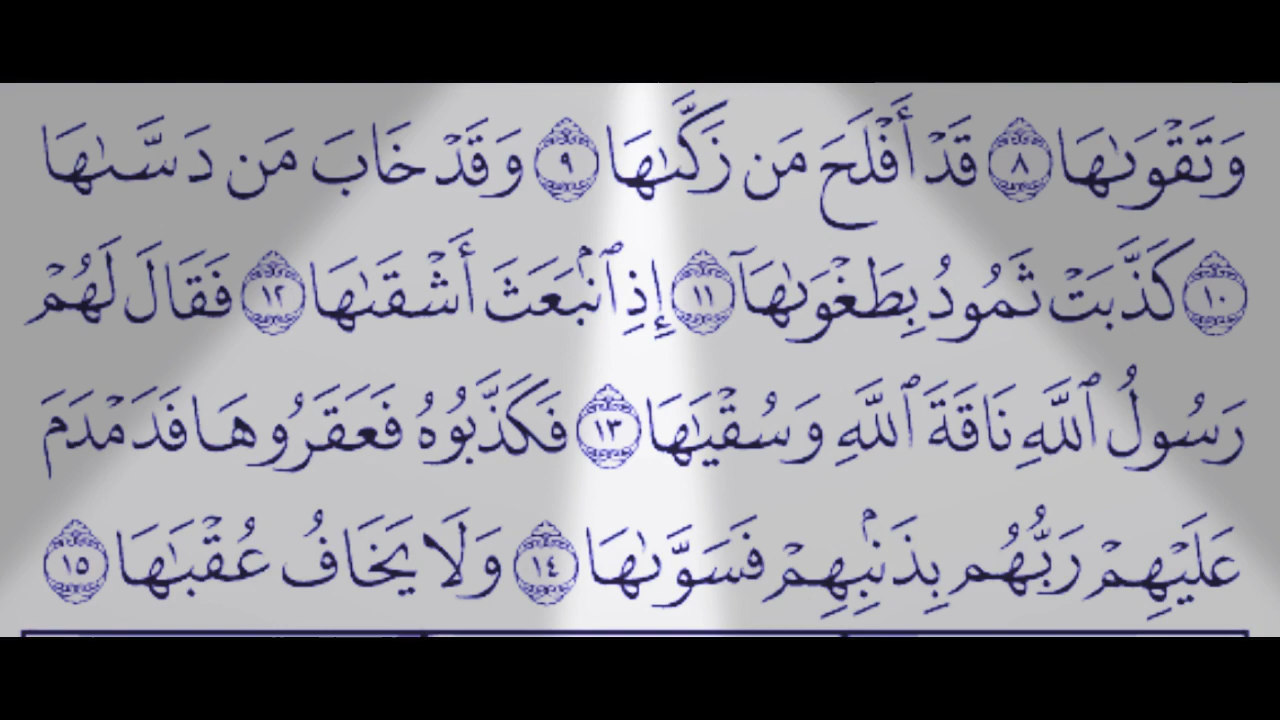 وَتَقْوَىٰهَا ٨ قَدْ أَفْلَحَ مَن زَكَّىٰهَا ٩ وَقَدْ خَابَ مَن دَسَّىٰهَا
١٠ كَذَّبَتْ ثَمُودُ بِطَغْوَىٰهَآ ١١ إِذِ ٱنۢبَعَثَ أَشْقَىٰهَا ١٢ فَقَالَ لَهُمْ
رَسُولُ ٱللَّهِ نَاقَةَ ٱللَّهِ وَسُقْيَٰهَا ١٣ فَكَذَّبُوهُ فَعَقَرُوهَا فَدَمْدَمَ
عَلَيْهِمْ رَبُّهُم بِذَنۢبِهِمْ فَسَوَّىٰهَا ١٤ وَلَا يَخَافُ عُقْبَٰهَا ١٥